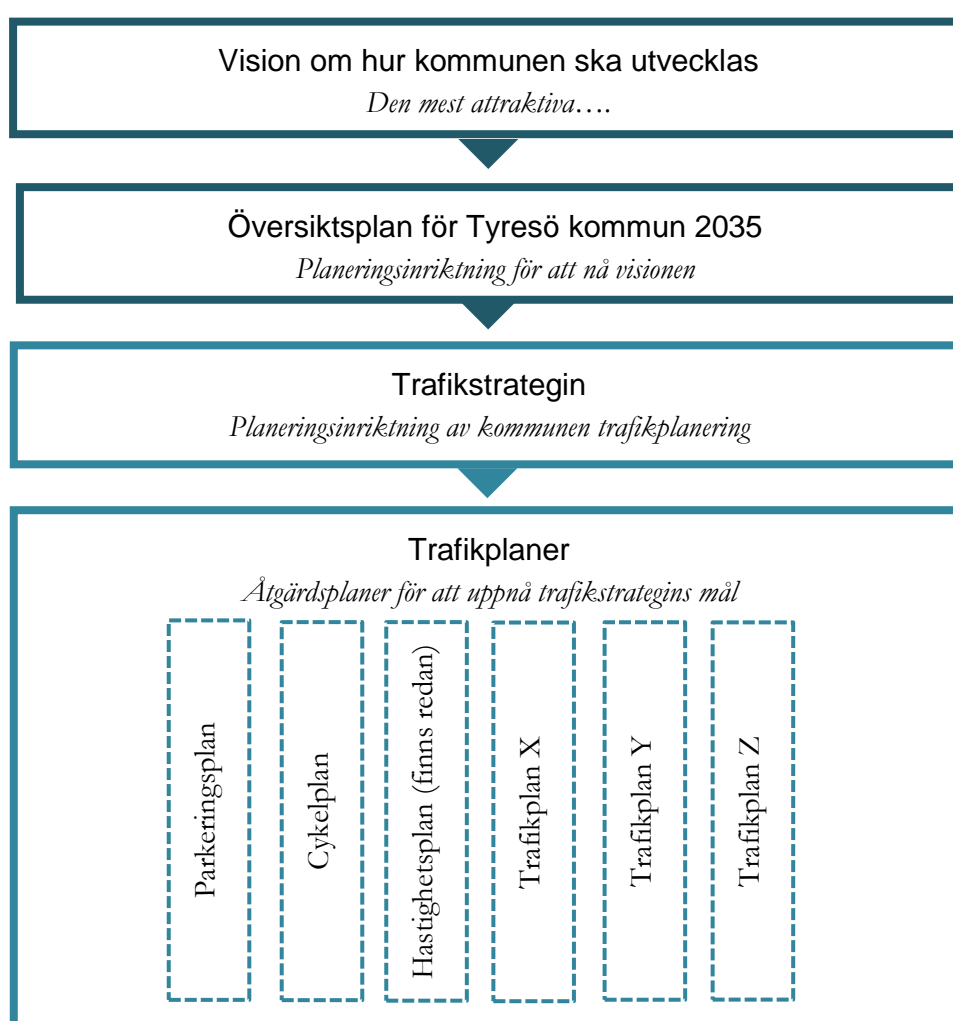 Vision om hur kommunen ska utvecklas
Den mest attraktiva….
Översiktsplan för Tyresö kommun 2035
Planeringsinriktning för att nå visionen
Trafikstrategin
Planeringsinriktning av kommunen trafikplanering
Trafikplaner
Åtgärdsplaner för att uppnå trafikstrategins mål
Parkeringsplan
Cykelplan
Hastighetsplan (finns redan)
Trafikplan X
Trafikplan Y
Trafikplan Z